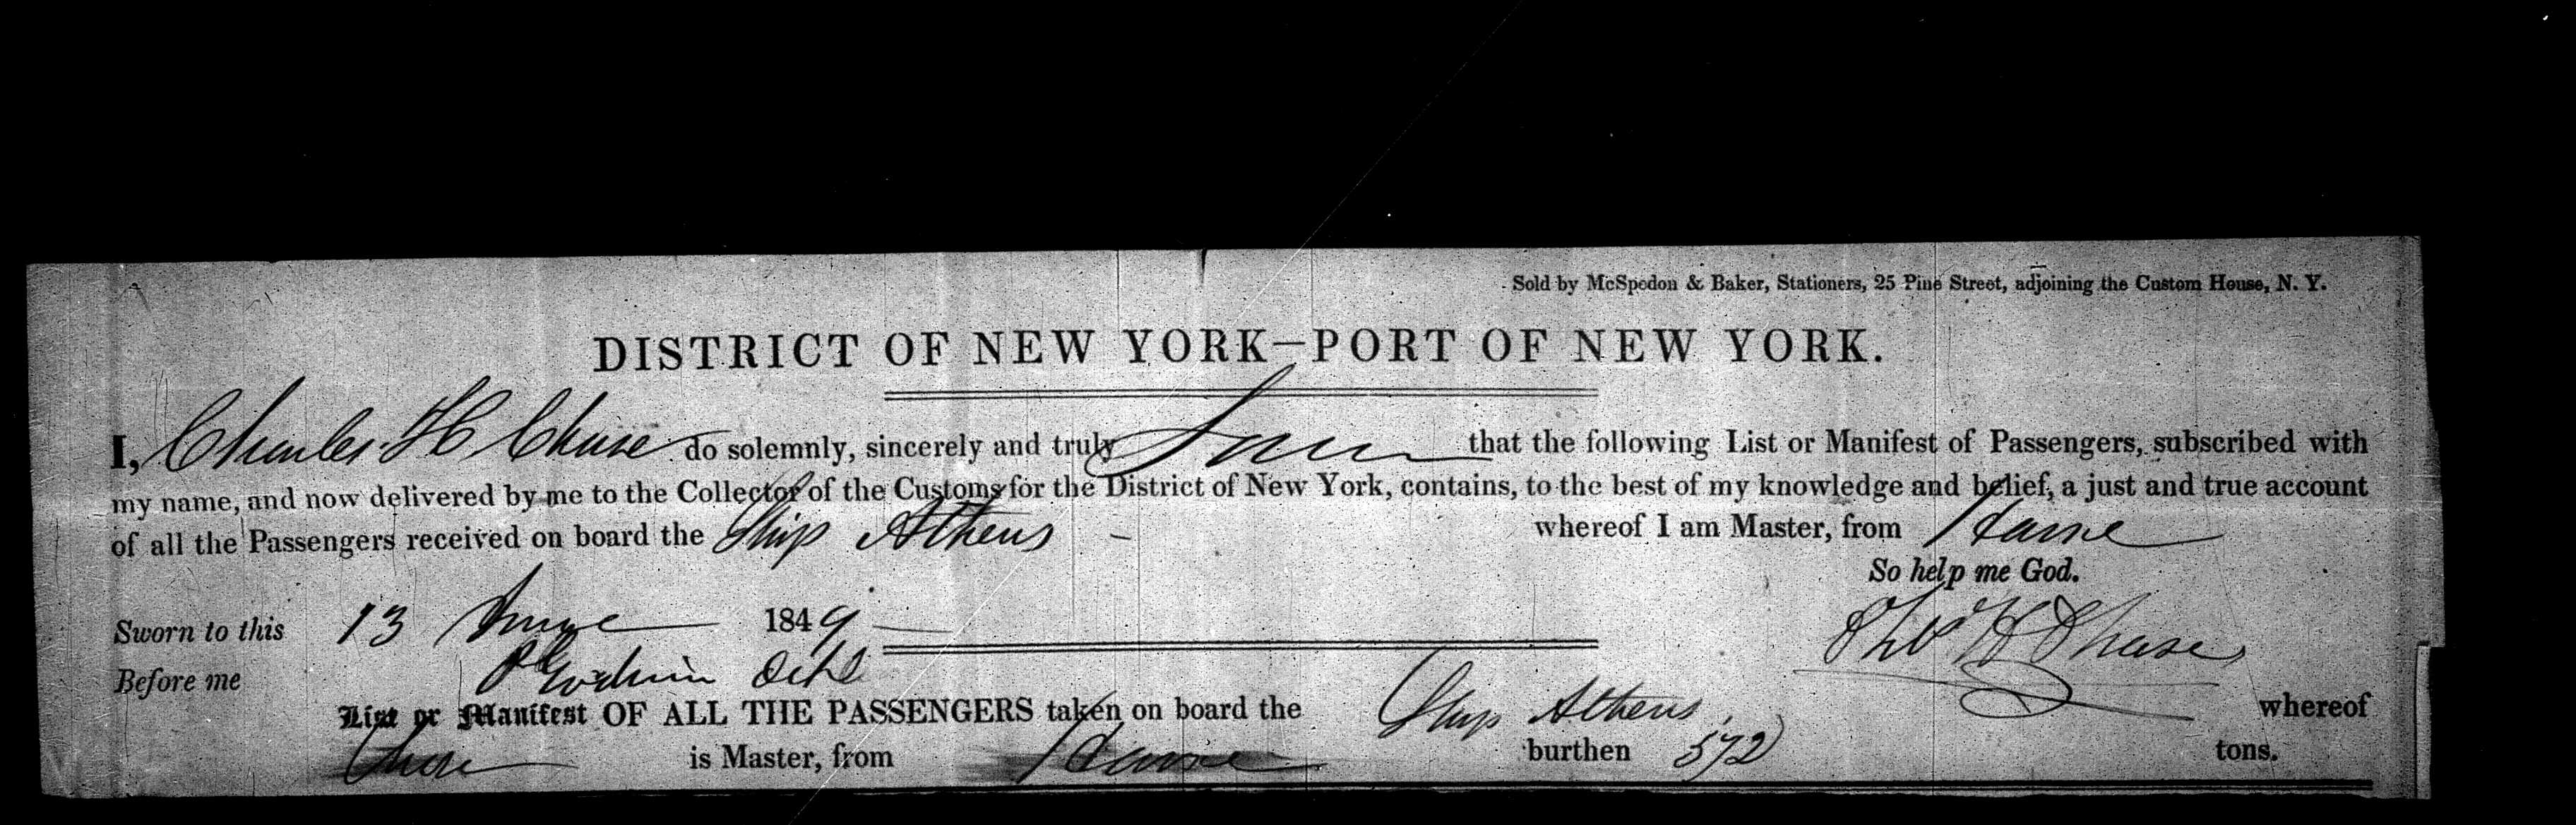 Sold by McSpedon & Baker, Stationers, 25 Pine Street, adjoining the Custom House, N. Y.
DISTRICT OF NEW YORK—PORT OF NEW YORK.
I, Charles H Chase do solemnly, sincerely and truly that the following List or Manifest of Passengers, subscribed with
my name, and now delivered by me to the Collector of the Customs for the District of New York, contains, to the best of my knowledge and belief, a just and true account
of all the Passengers received on board the Ship Athens whereof I am Master, from Havre
So help me God.
Sworn to this 13 June 1849
Chas H Chase
Before me
List or Manifest OF ALL THE PASSENGERS taken on board the Ship Athens whereof
Chase is Master, from Havre burthen 572 tons.